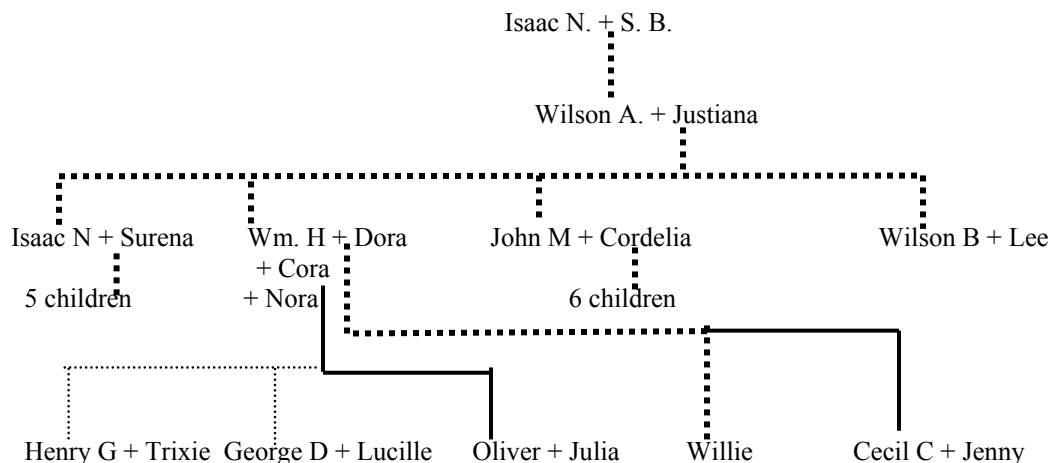 Isaac N. + S. B.
Wilson A. + Justiana
Isaac N + Surena Wm. H + Dora John M + Cordelia Wilson B + Lee
+ Cora
5 children + Nora 6 children
Henry G + Trixie George D + Lucille Oliver + Julia Willie Cecil C + Jenny